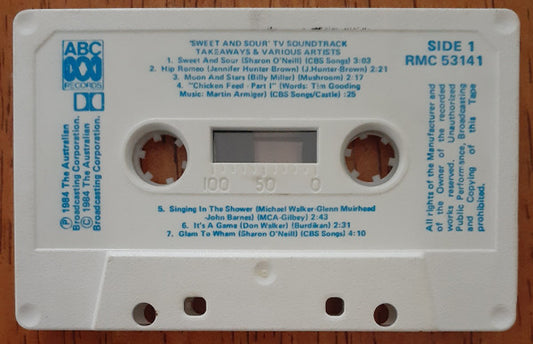 ABC
RECORDS
'SWEET AND SOUR' TV SOUNDTRACK
TAKEAWAYS & VARIOUS ARTISTS
1. Sweet And Sour (Sharon O'Neill) (CBS Songs) 3:03
2. Hip Romeo (Jennifer Hunter Brown) (J.Hunter-Brown) 2:21
3. Moon And Stars (Billy Miller) (Mushroom) 2:17
4. "Chicken Feed - Part I" (Words: Tim Gooding
Music: Martin Armiger) (CBS Songs/Castle) :25
SIDE 1
RMC 53141
℗ 1984 The Australian
Broadcasting Corporation.
© 1984 The Australian
Broadcasting Corporation.
100 50 0
All rights of the Manufacturer and
of the Owner of the recorded
works reserved. Unauthorized
Public Performance, Broadcasting
and Copying of this Tape
prohibited.
5. Singing In The Shower (Michael Walker-Glenn Muirhead
-John Barnes) (MCA-Gilbey) 2:43
6. It's A Game (Don Walker) (Burdikan) 2:31
7. Glam To Wham (Sharon O'Neill) (CBS Songs) 4:10